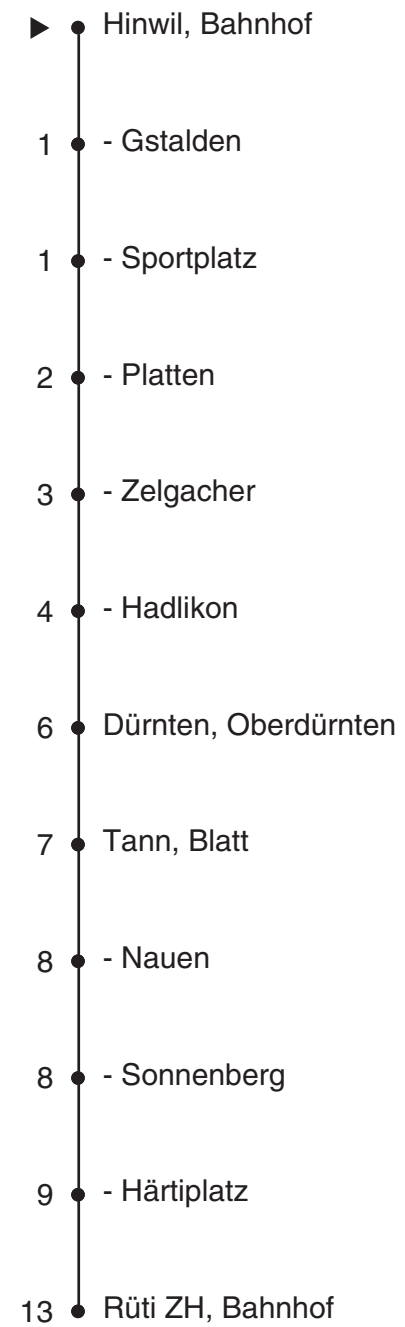 ▶ Hinwil, Bahnhof
1 - Gstalden
1 - Sportplatz
2 - Platten
3 - Zelgacher
4 - Hadlikon
6 Dürnten, Oberdürnten
7 Tann, Blatt
8 - Nauen
8 - Sonnenberg
9 - Härtiplatz
13 Rüti ZH, Bahnhof